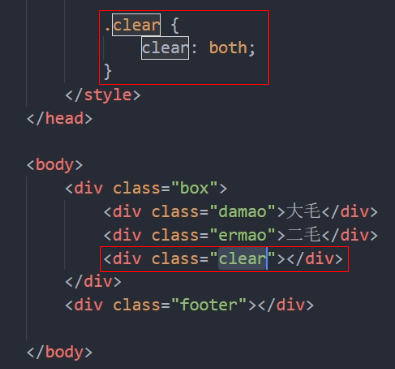 .clear {
clear: both;
}
</style>
</head>
<body>
<div class="box">
<div class="damao">大毛</div>
<div class="ermao">二毛</div>
<div class="clear"></div>
</div>
<div class="footer"></div>
</body>